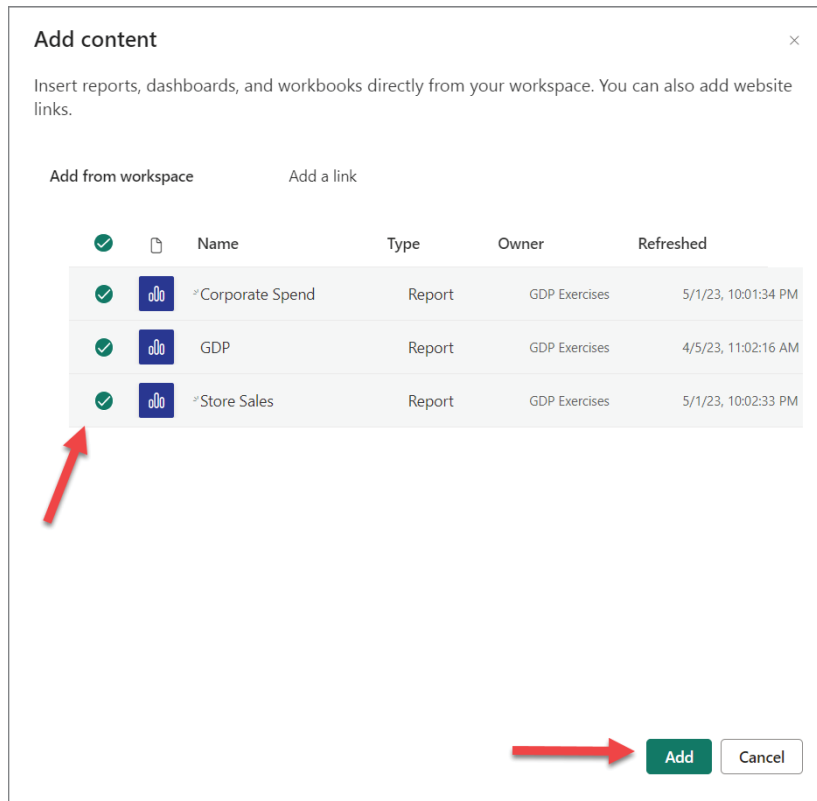 Add content
Insert reports, dashboards, and workbooks directly from your workspace. You can also add website
links.
Add from workspace Add a link
Name Type Owner Refreshed
Corporate Spend Report GDP Exercises 5/1/23, 10:01:34 PM
GDP Report GDP Exercises 4/5/23, 11:02:16 AM
Store Sales Report GDP Exercises 5/1/23, 10:02:33 PM
Add Cancel